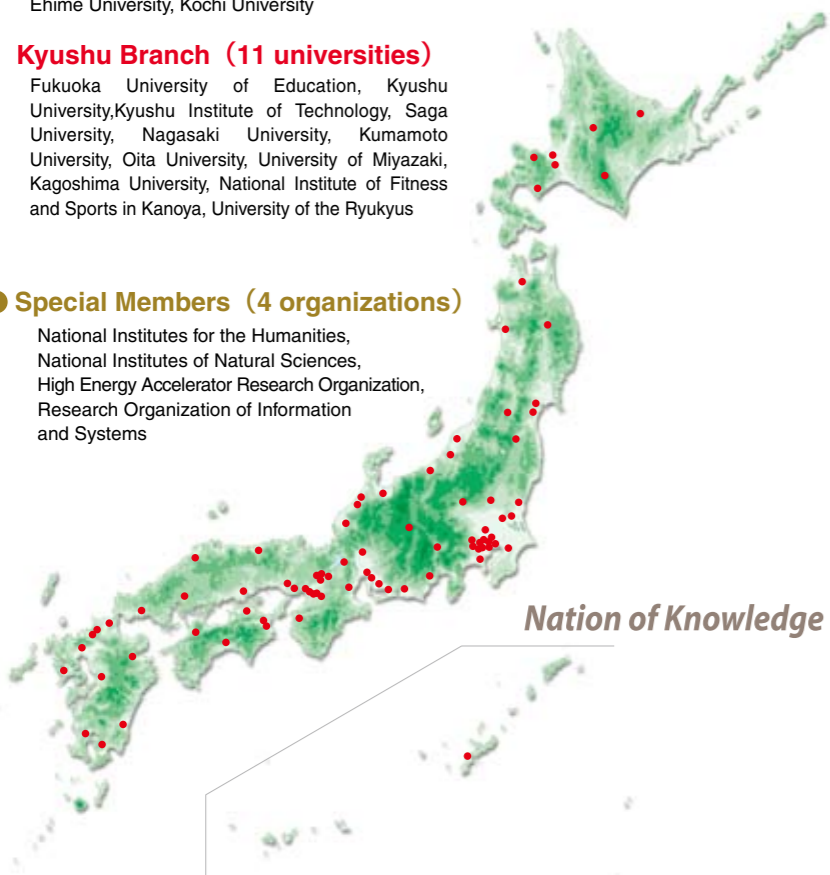 Ehime University, Kochi University
Kyushu Branch（11 universities）
Fukuoka University of Education, Kyushu
University,Kyushu Institute of Technology, Saga
University, Nagasaki University, Kumamoto
University, Oita University, University of Miyazaki,
Kagoshima University, National Institute of Fitness
and Sports in Kanoya, University of the Ryukyus
Special Members（4 organizations）
National Institutes for the Humanities,
National Institutes of Natural Sciences,
High Energy Accelerator Research Organization,
Research Organization of Information
and Systems
Nation of Knowledge